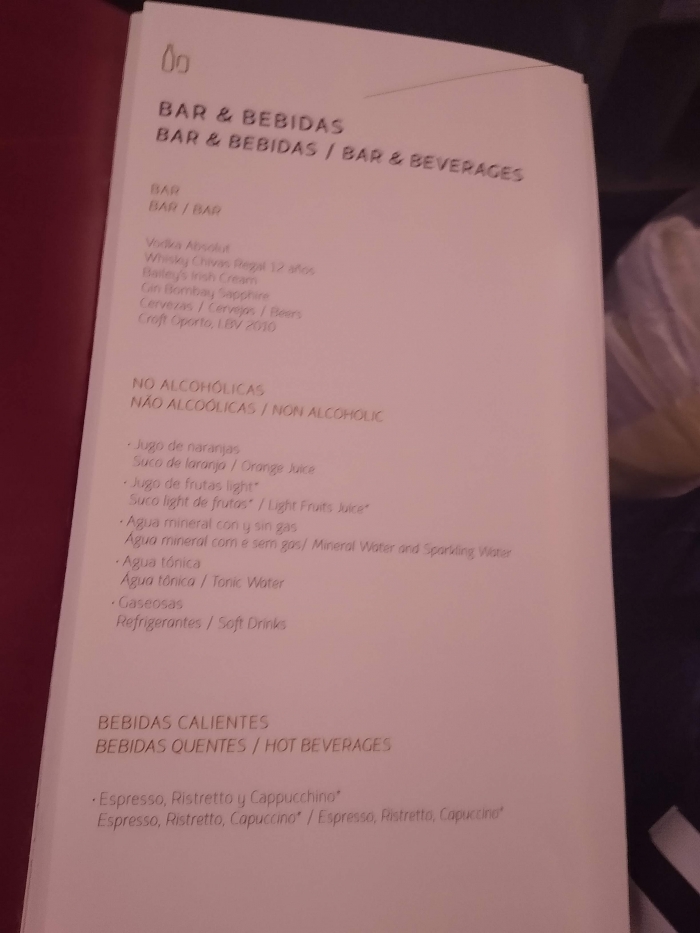 BAR & BEBIDAS
BAR & BEBIDAS / BAR & BEVERAGES
BAR
BAR / BAR
Vodka Absolut
Whisky Chivas Regal 12 años
Bailey's Irish Cream
Gin Bombay Sapphire
Cervezas / Cervejas / Beers
Croft Oporto, LBV 2010
NO ALCOHÓLICAS
NÃO ALCOÓLICAS / NON ALCOHOLIC
· Jugo de naranjas
Suco de laranja / Orange Juice
· Jugo de frutas light*
Suco light de frutas* / Light Fruits Juice*
· Agua mineral con y sin gas
Água mineral com e sem gas/ Mineral Water and Sparkling Water
· Agua tónica
Água tônica / Tonic Water
· Gaseosas
Refrigerantes / Soft Drinks
BEBIDAS CALIENTES
BEBIDAS QUENTES / HOT BEVERAGES
· Espresso, Ristretto y Cappucchino*
Espresso, Ristretto, Capuccino* / Espresso, Ristretto, Capuccino*